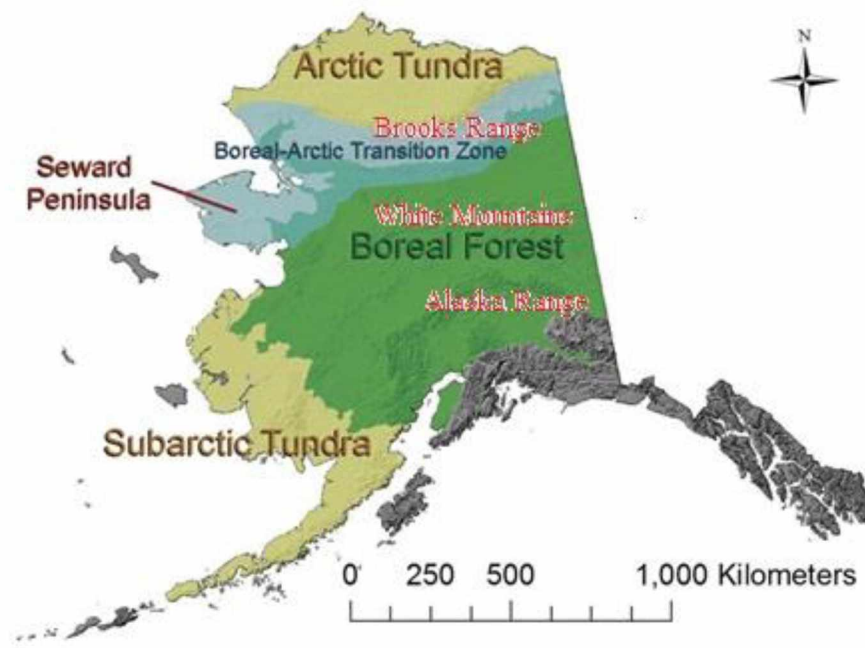 N
Arctic Tundra
Brooks Range
Boreal-Arctic Transition Zone
Seward
Peninsula
White Mountains
Boreal Forest
Alaska Range
Subarctic Tundra
0 250 500 1,000 Kilometers